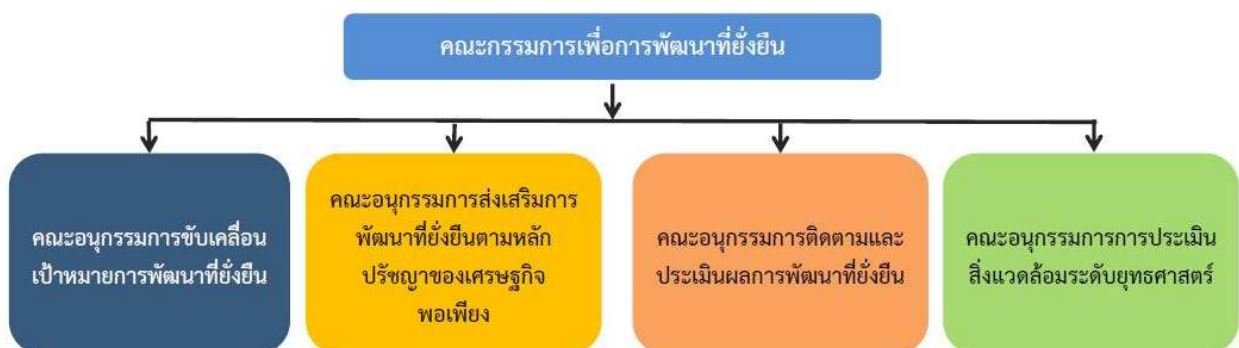 คณะกรรมการเพื่อการพัฒนาที่ยั่งยืน
คณะอนุกรรมการขับเคลื่อน
เป้าหมายการพัฒนาที่ยั่งยืน
คณะอนุกรรมการส่งเสริมการ
พัฒนาที่ยั่งยืนตามหลัก
ปรัชญาของเศรษฐกิจ
พอเพียง
คณะอนุกรรมการติดตามและ
ประเมินผลการพัฒนาที่ยั่งยืน
คณะอนุกรรมการการประเมิน
สิ่งแวดล้อมระดับยุทธศาสตร์